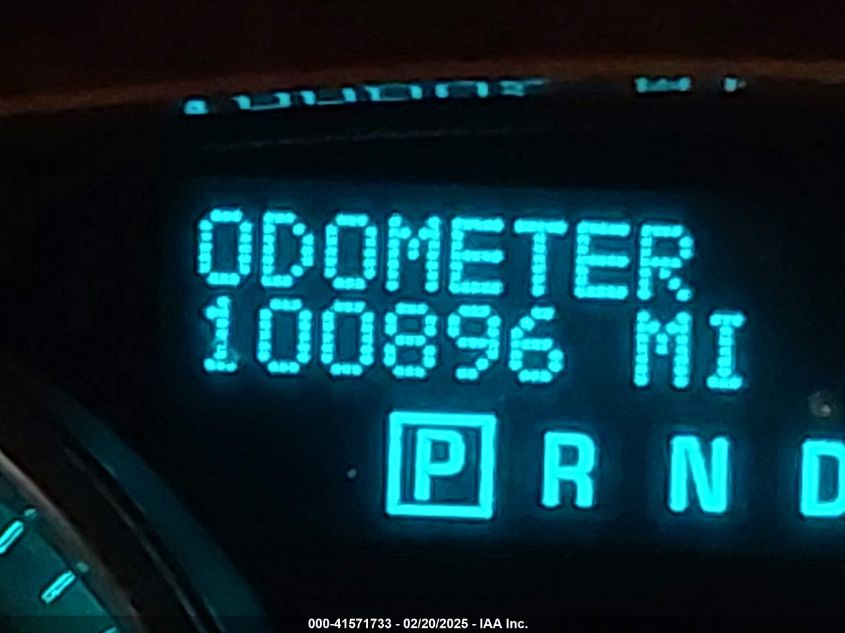 ODOMETER
100896 MI
P R N D
000-41571733 - 02/20/2025 - IAA Inc.